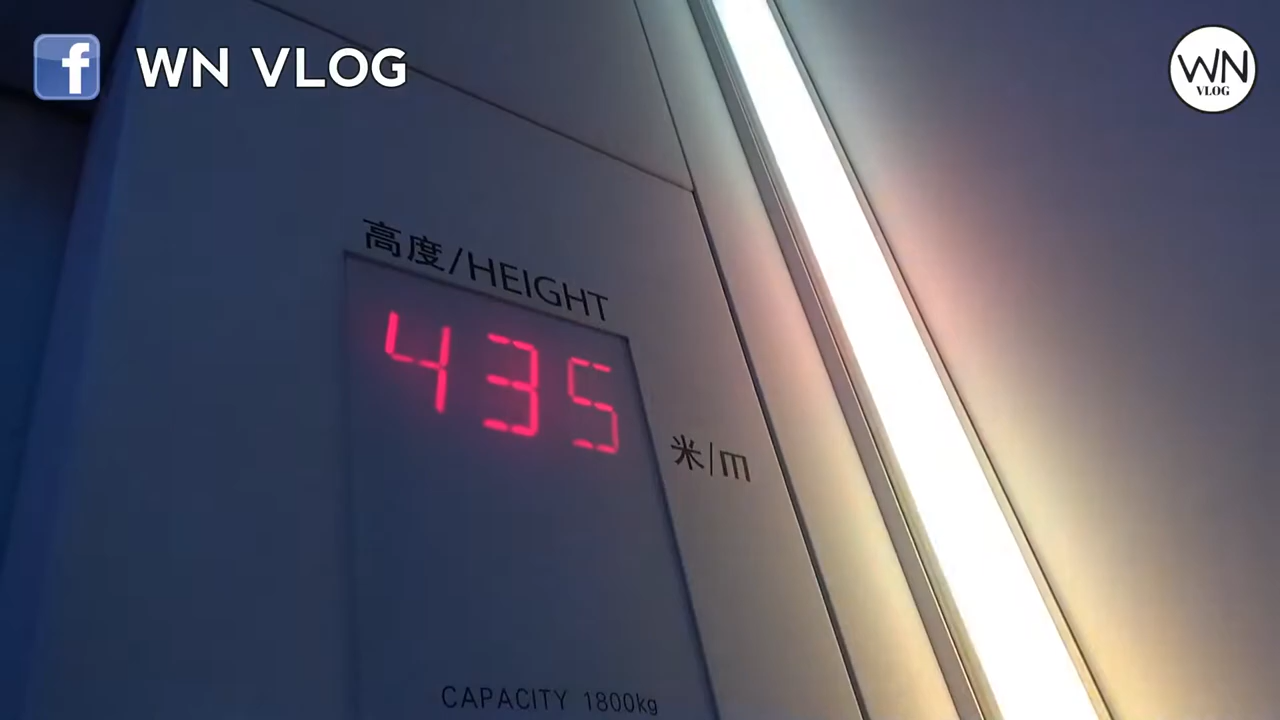 f WN VLOG
WN
VLOG
高度/HEIGHT
435
米/m
CAPACITY 1800kg